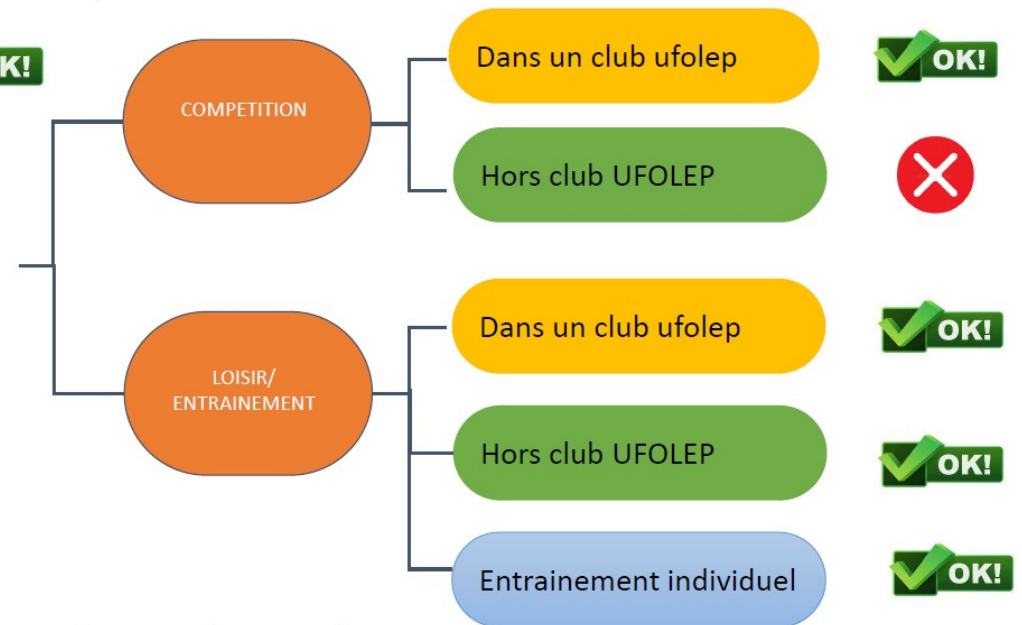 K!
COMPETITION
Dans un club ufolep
OK!
Hors club UFOLEP
LOISIR/
ENTRAINEMENT
Dans un club ufolep
OK!
Hors club UFOLEP
OK!
Entrainement individuel
OK!